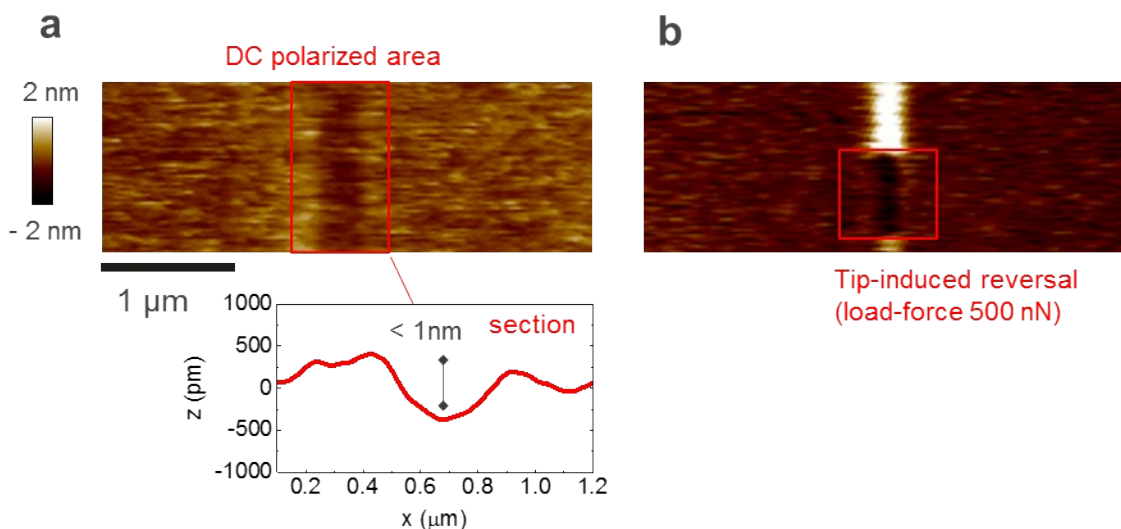 a
DC polarized area
2 nm
- 2 nm
1 µm
b
Tip-induced reversal
(load-force 500 nN)
1000
500
0
-500
-1000
z (pm)
< 1nm
section
0.2 0.4 0.6 0.8 1.0 1.2
x (µm)